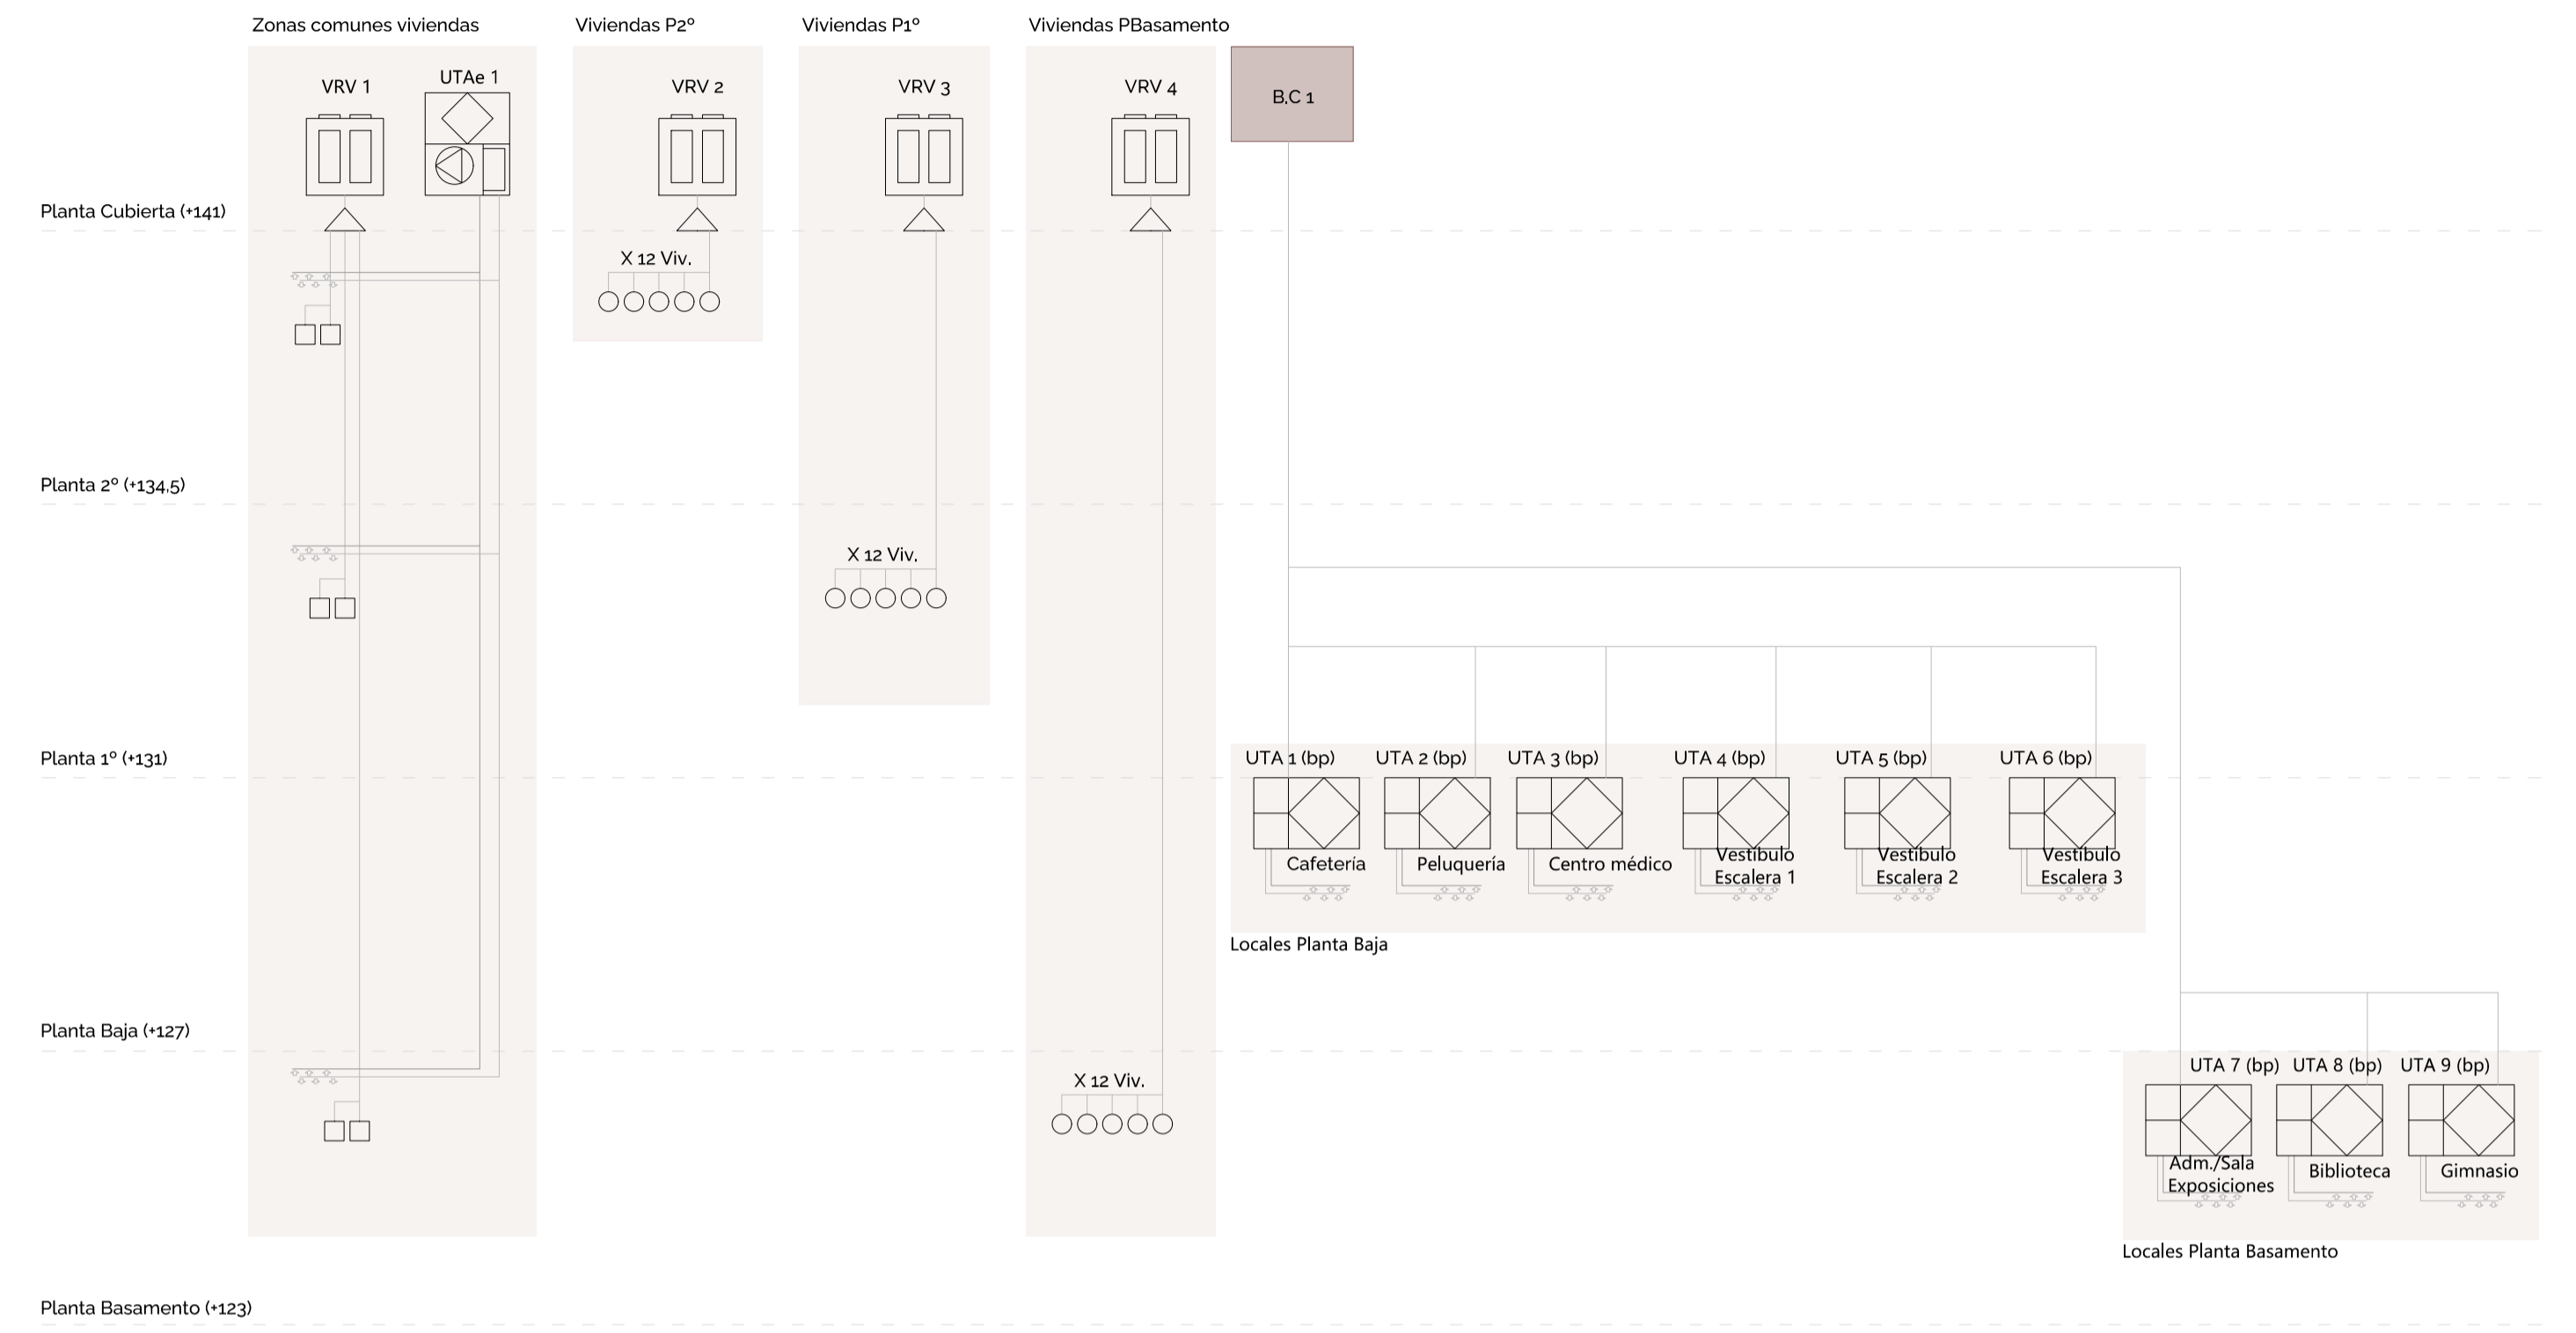 Zonas comunes viviendas
Viviendas P2º
Viviendas P1º
Viviendas PBasamento
VRV 1
UTAe 1
VRV 2
VRV 3
VRV 4
B.C 1
Planta Cubierta (+141)
X 12 Viv.
Planta 2º (+134,5)
X 12 Viv.
Planta 1º (+131)
UTA 1 (bp)
UTA 2 (bp)
UTA 3 (bp)
UTA 4 (bp)
UTA 5 (bp)
UTA 6 (bp)
Cafetería
Peluquería
Centro médico
Vestíbulo
Escalera 1
Vestíbulo
Escalera 2
Vestíbulo
Escalera 3
Locales Planta Baja
Planta Baja (+127)
X 12 Viv.
UTA 7 (bp)
UTA 8 (bp)
UTA 9 (bp)
Adm./Sala
Exposiciones
Biblioteca
Gimnasio
Locales Planta Basamento
Planta Basamento (+123)